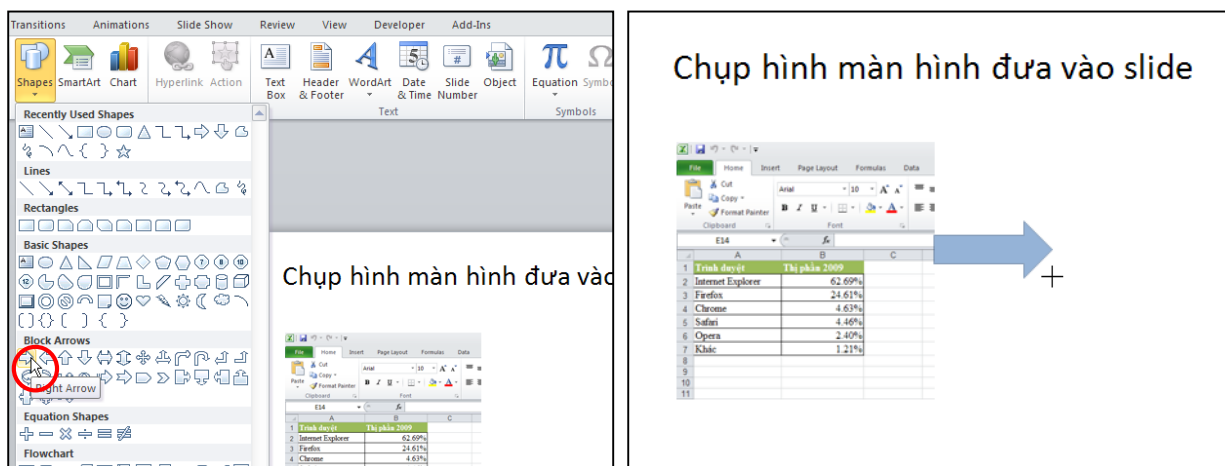 Transitions Animations Slide Show Review View Developer Add-Ins
Shapes SmartArt Chart Hyperlink Action Text Box Header & Footer WordArt Date & Time Slide Number Object Equation Symbo
Text Symbols
Recently Used Shapes
Lines
Rectangles
Basic Shapes
Block Arrows
Right Arrow
Equation Shapes
Flowchart
Chụp hình màn hình đưa vào
File Home Insert Page Layout Formulas Data
Paste Cut Copy Format Painter
Arial 10
Clipboard Font
E14 fx
A B C
1 Trình duyệt Thị phần 2009
2 Internet Explorer 62.69%
3 Firefox 24.61%
4 Chrome 4.63%
Chụp hình màn hình đưa vào slide
File Home Insert Page Layout Formulas Data
Cut
Copy
Paste Format Painter
Arial 10 A A
B I U A
Clipboard Font
E14 fx
A B C
1 Trình duyệt Thị phần 2009
2 Internet Explorer 62.69%
3 Firefox 24.61%
4 Chrome 4.63%
5 Safari 4.46%
6 Opera 2.40%
7 Khác 1.21%
8
9
10
11